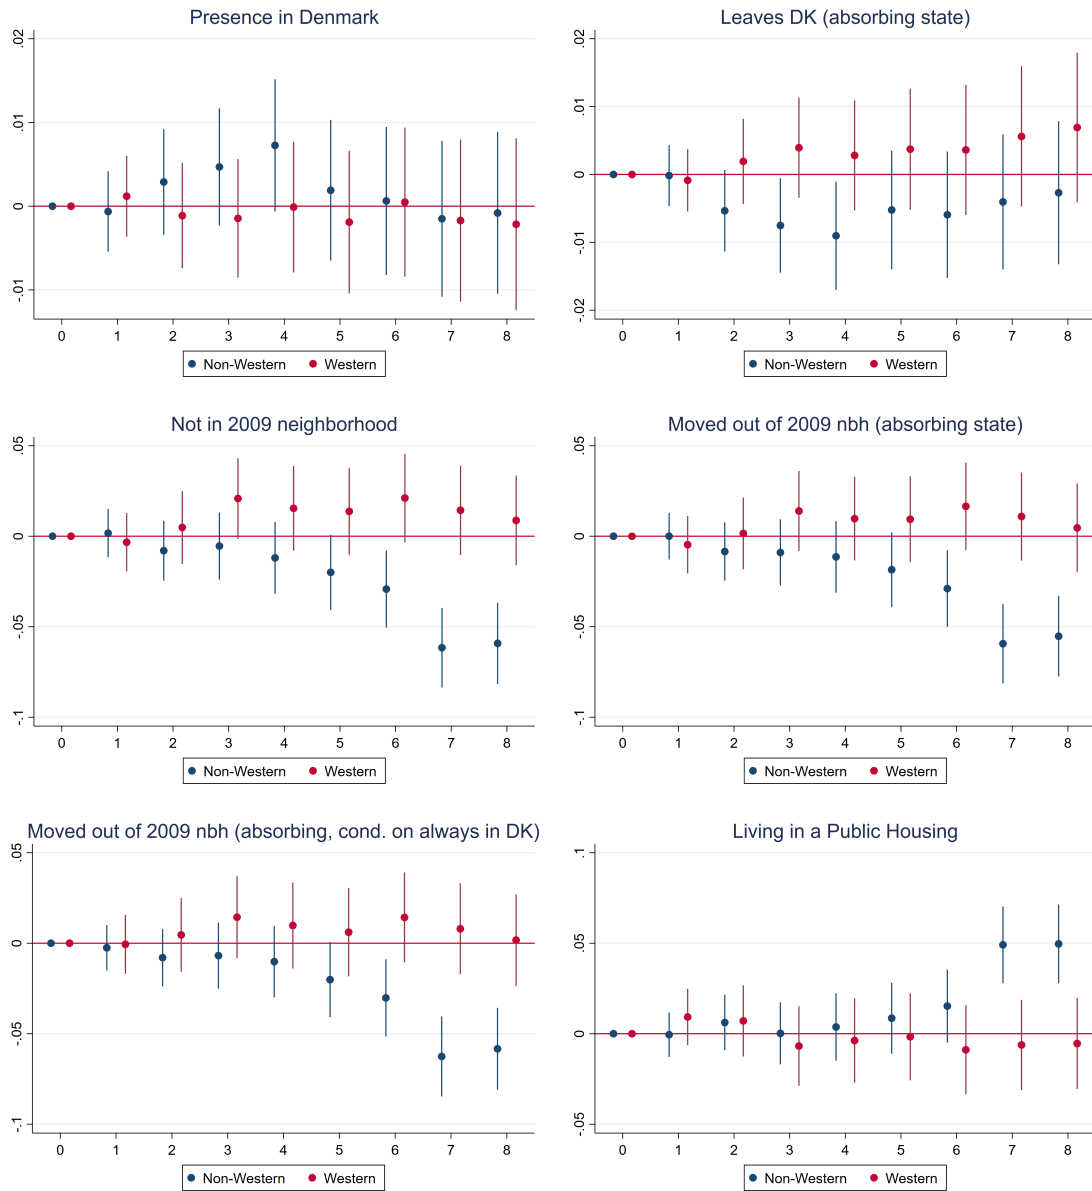 Presence in Denmark
.02
.01
0
-.01
0 1 2 3 4 5 6 7 8
Non-Western Western
Leaves DK (absorbing state)
.02
.01
0
-.01
-.02
0 1 2 3 4 5 6 7 8
Non-Western Western
Not in 2009 neighborhood
.05
0
-.05
-.1
0 1 2 3 4 5 6 7 8
Non-Western Western
Moved out of 2009 nbh (absorbing state)
.05
0
-.05
-.1
0 1 2 3 4 5 6 7 8
Non-Western Western
Moved out of 2009 nbh (absorbing, cond. on always in DK)
.05
0
-.05
-.1
0 1 2 3 4 5 6 7 8
Non-Western Western
Living in a Public Housing
.1
.05
0
-.05
0 1 2 3 4 5 6 7 8
Non-Western Western